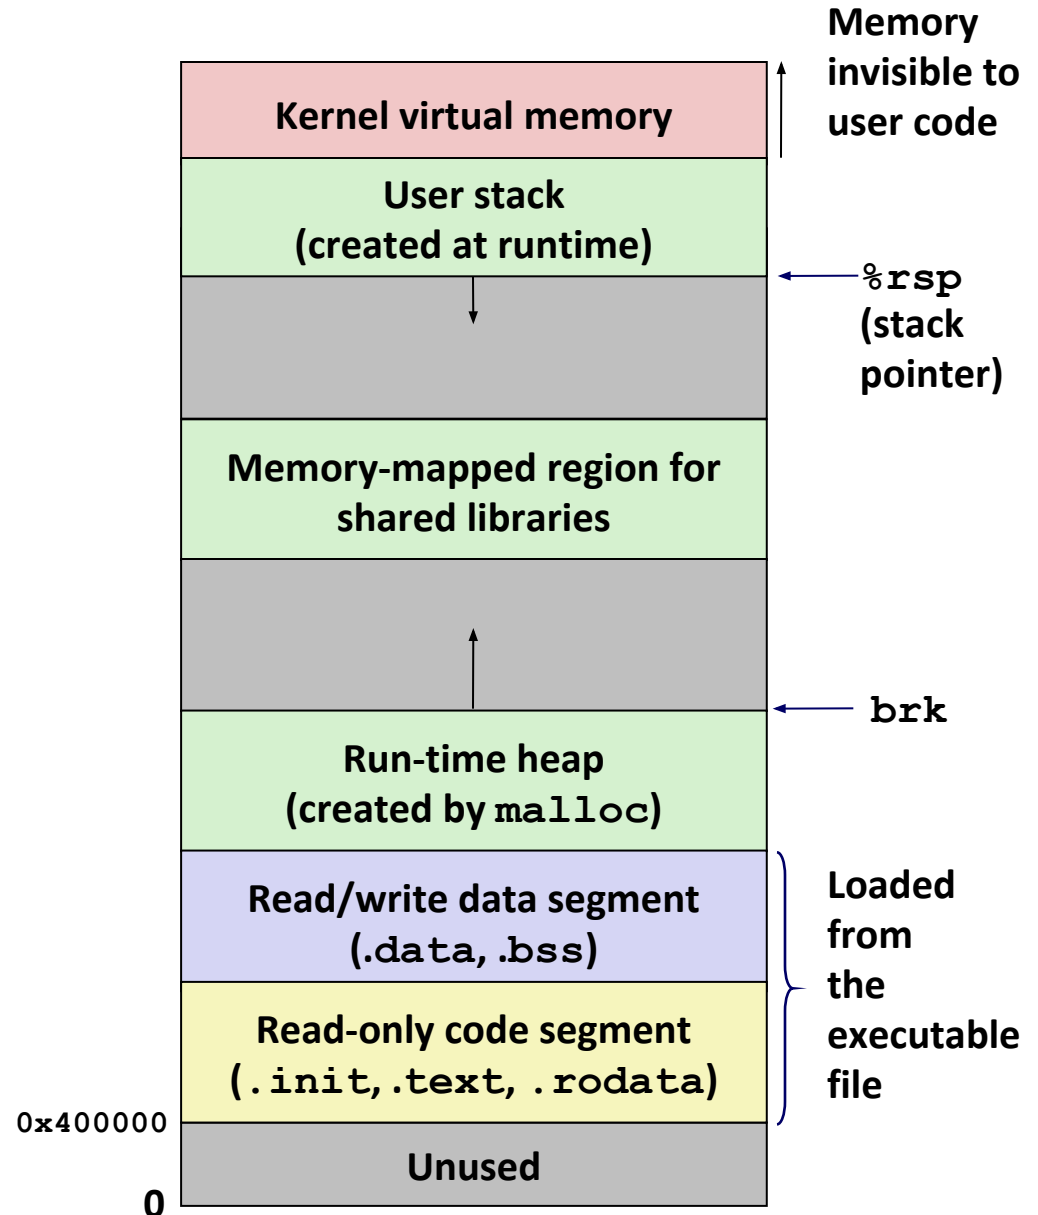 Memory
invisible to
user code
Kernel virtual memory
User stack
(created at runtime)
%rsp
(stack
pointer)
Memory-mapped region for
shared libraries
brk
Run-time heap
(created by malloc)
Read/write data segment
(.data, .bss)
Loaded
from
the
executable
file
Read-only code segment
(.init, .text, .rodata)
0x400000
Unused
0